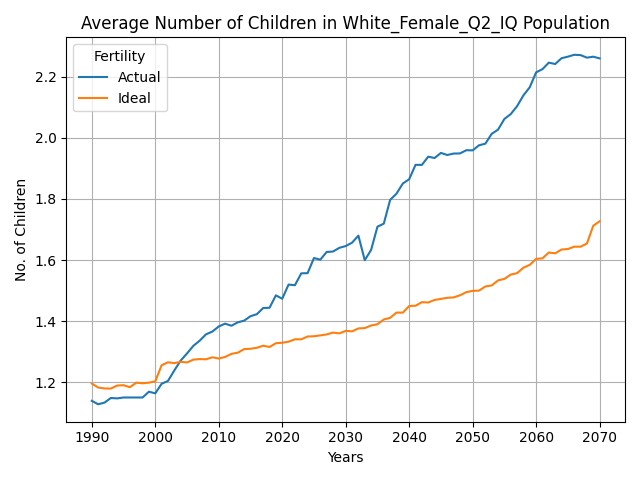 Average Number of Children in White_Female_Q2_IQ Population
Fertility
Actual
Ideal
No. of Children
2.2
2.0
1.8
1.6
1.4
1.2
1990 2000 2010 2020 2030 2040 2050 2060 2070
Years